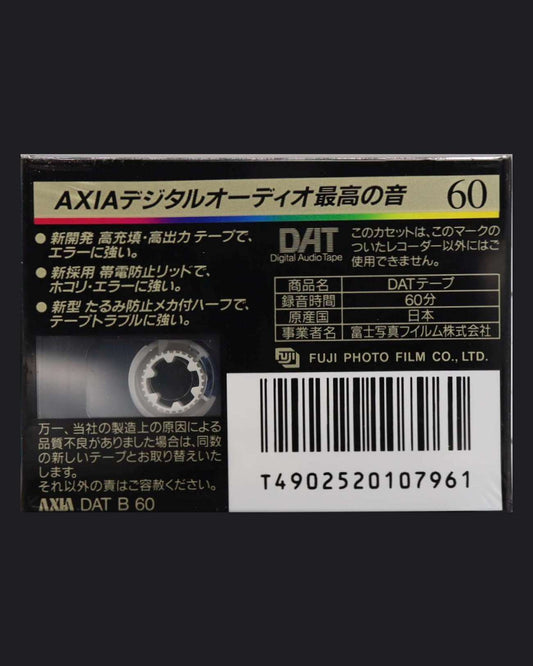 AXIAデジタルオーディオ最高の音 60
● 新開発 高充填・高出力 テープで、
エラーに強い。
● 新採用 帯電防止リッドで、
ホコリ・エラーに強い。
● 新型 たるみ防止メカ付ハーフで、
テープトラブルに強い。
DAT
Digital Audio Tape
このカセットは、このマークの
ついたレコーダー以外にはご
使用できません。
商品名 DATテープ
録音時間 60分
原産国 日本
事業者名 富士写真フイルム株式会社
FUJI FUJI PHOTO FILM CO., LTD.
万一、当社の製造上の原因による
品質不良がありました場合は、同数
の新しいテープとお取り替えいた
します。
それ以外の責はご容赦ください。
AXIA DAT B 60
T4902520107961